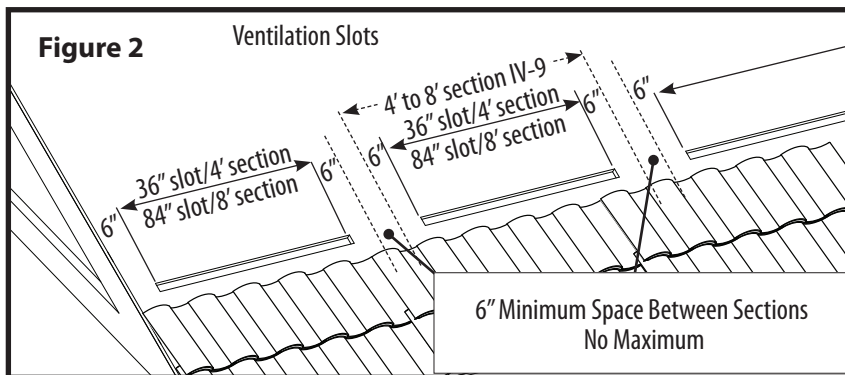 Figure 2
Ventilation Slots
4’ to 8’ section IV-9
6”
36” slot/4’ section
84” slot/8’ section
6”
6”
36” slot/4’ section
84” slot/8’ section
6”
6”
6” Minimum Space Between Sections
No Maximum